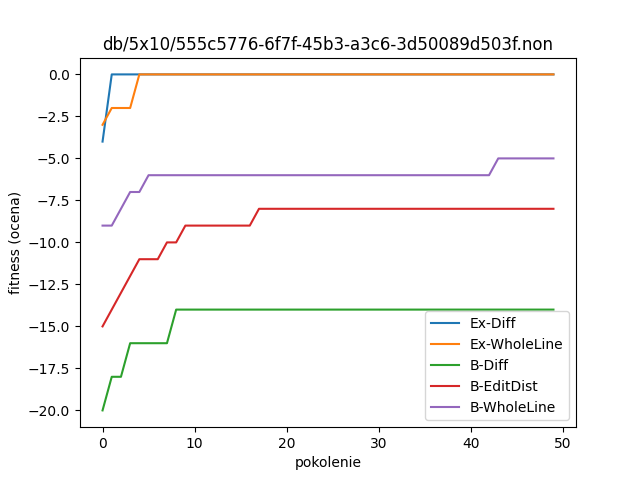 db/5x10/555c5776-6f7f-45b3-a3c6-3d50089d503f.non
0.0
−2.5
−5.0
−7.5
−10.0
−12.5
−15.0
−17.5
−20.0
fitness (ocena)
Ex-Diff
Ex-WholeLine
B-Diff
B-EditDist
B-WholeLine
0 10 20 30 40 50
pokolenie